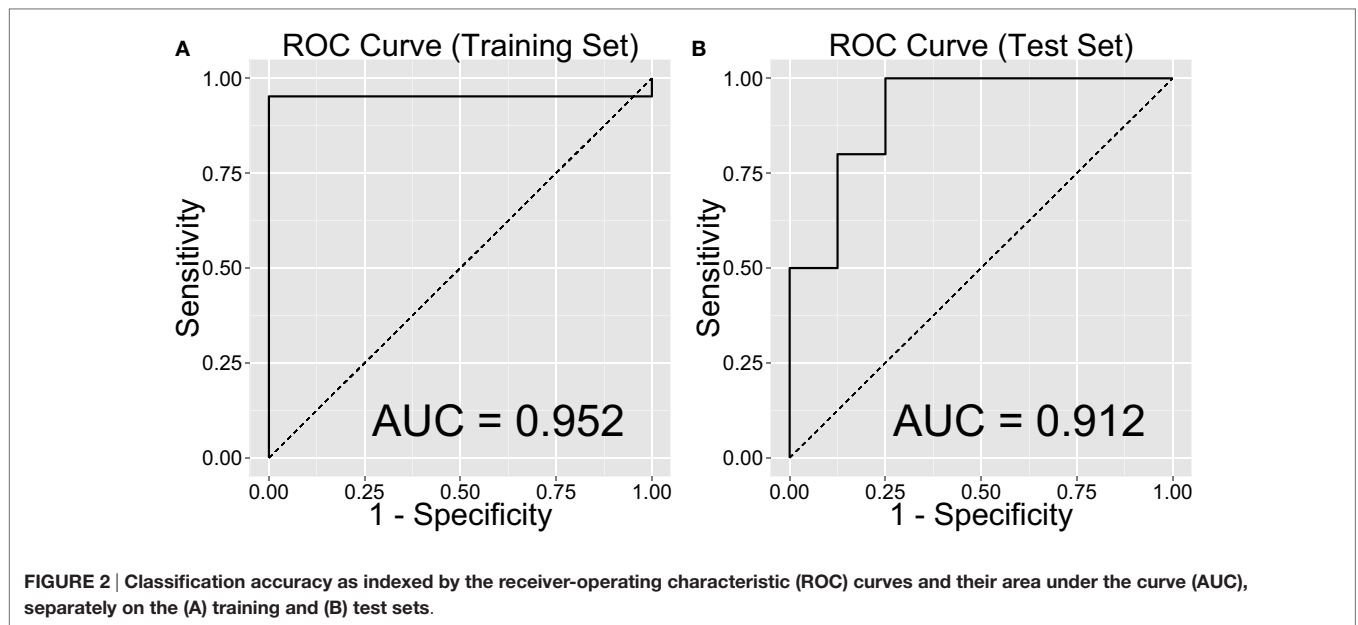 A
ROC Curve (Training Set)
1.00
0.75
0.50
0.25
0.00
Sensitivity
AUC = 0.952
0.00 0.25 0.50 0.75 1.00
1 - Specificity
B
ROC Curve (Test Set)
1.00
0.75
0.50
0.25
0.00
Sensitivity
AUC = 0.912
0.00 0.25 0.50 0.75 1.00
1 - Specificity
FIGURE 2 | Classification accuracy as indexed by the receiver-operating characteristic (ROC) curves and their area under the curve (AUC),
separately on the (A) training and (B) test sets.